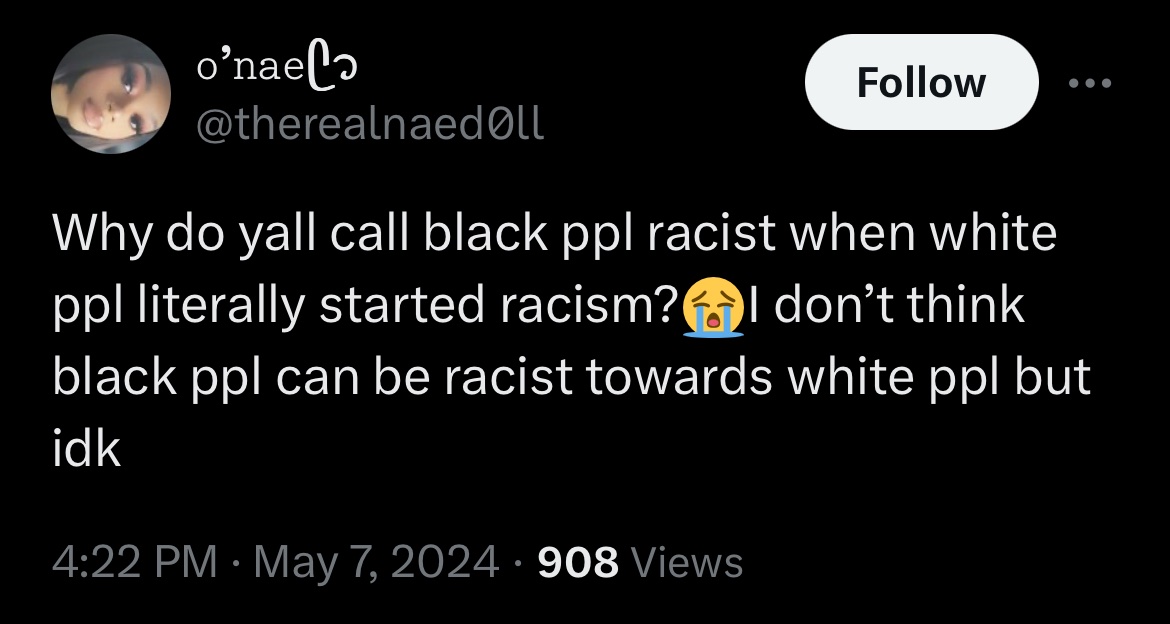 o’naeᥫ᭡
@therealnaed0ll
Follow
Why do yall call black ppl racist when white
ppl literally started racism?😭I don’t think
black ppl can be racist towards white ppl but
idk
4:22 PM · May 7, 2024 · 908 Views